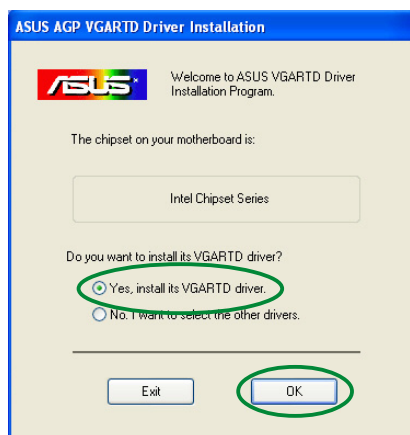 ASUS AGP VGARTD Driver Installation
ASUS
Welcome to ASUS VGARTD Driver
Installation Program.
The chipset on your motherboard is:
Intel Chipset Series
Do you want to install its VGARTD driver?
Yes, install its VGARTD driver.
No. I want to select the other drivers.
Exit
OK